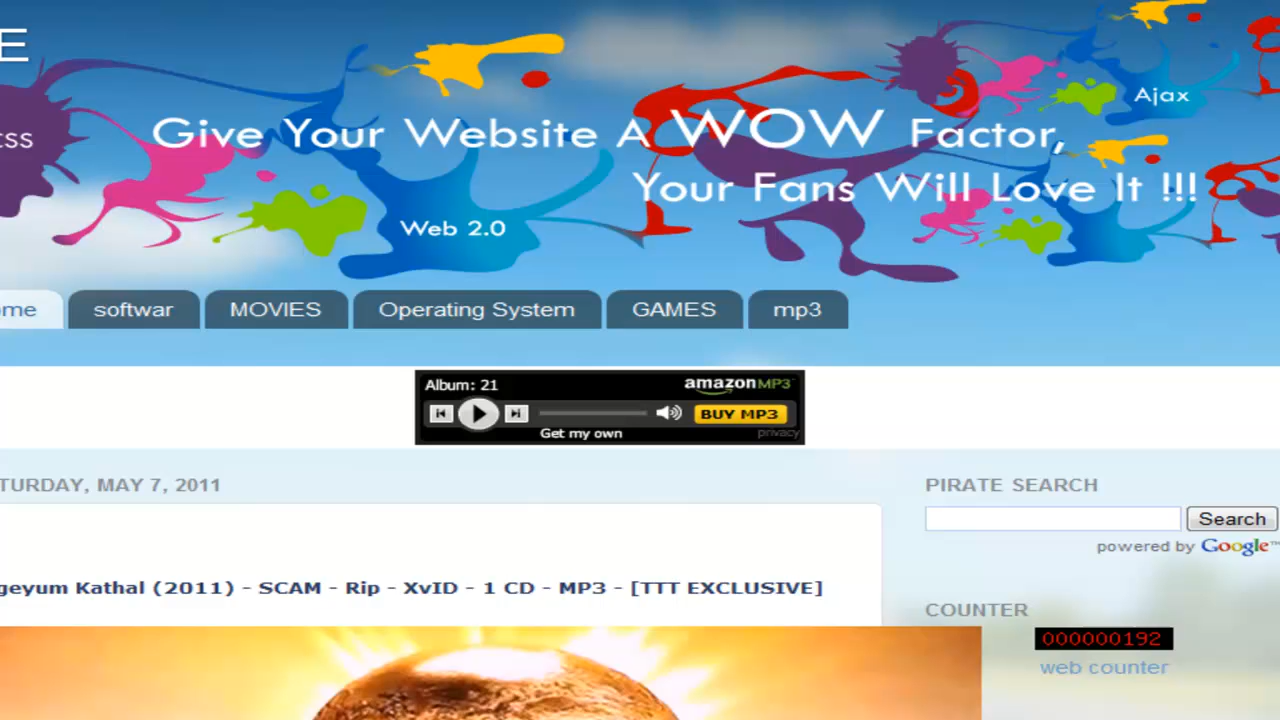 E
css
Ajax
Give Your Website A WOW Factor,
Your Fans Will Love It !!!
Web 2.0
ome
softwar
MOVIES
Operating System
GAMES
mp3
Album: 21
amazonMP3
BUY MP3
Get my own
privacy
TURDAY, MAY 7, 2011
PIRATE SEARCH
Search
powered by Google™
geyum Kathal (2011) - SCAM - Rip - XvID - 1 CD - MP3 - [TTT EXCLUSIVE]
COUNTER
000000192
web counter